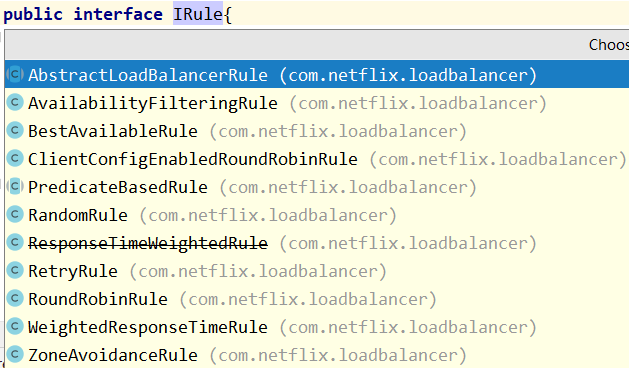 public interface IRule{
Choos
AbstractLoadBalancerRule (com.netflix.loadbalancer)
AvailabilityFilteringRule (com.netflix.loadbalancer)
BestAvailableRule (com.netflix.loadbalancer)
ClientConfigEnabledRoundRobinRule (com.netflix.loadbalancer)
PredicateBasedRule (com.netflix.loadbalancer)
RandomRule (com.netflix.loadbalancer)
ResponseTimeWeightedRule (com.netflix.loadbalancer)
RetryRule (com.netflix.loadbalancer)
RoundRobinRule (com.netflix.loadbalancer)
WeightedResponseTimeRule (com.netflix.loadbalancer)
ZoneAvoidanceRule (com.netflix.loadbalancer)